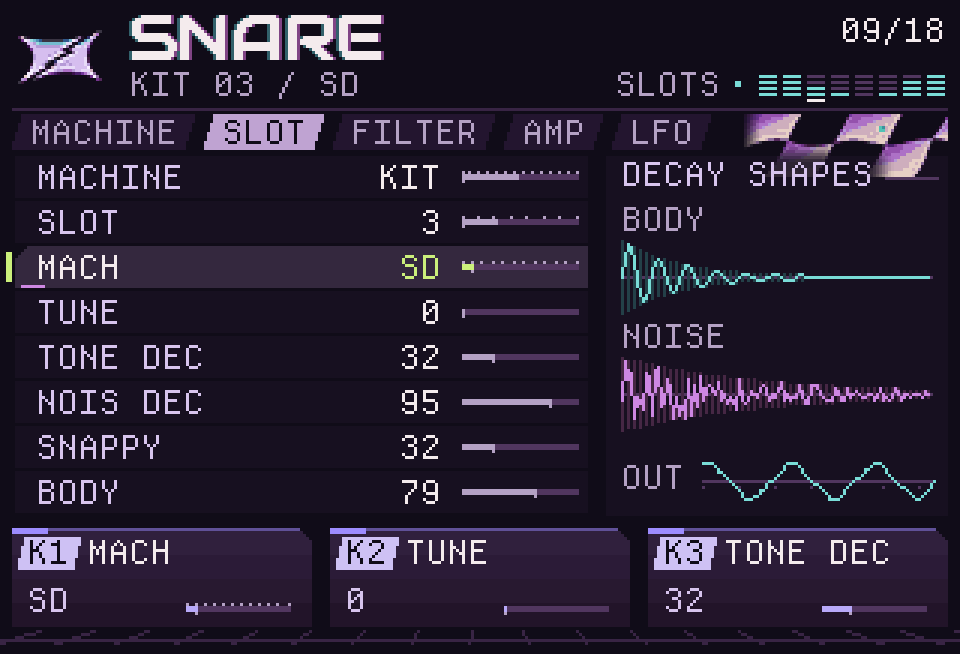 SNARE
09/18
KIT 03 / SD
SLOTS
MACHINE SLOT FILTER AMP LFO
MACHINE KIT
SLOT 3
MACH SD
TUNE 0
TONE DEC 32
NOIS DEC 95
SNAPPY 32
BODY 79
DECAY SHAPES
BODY
NOISE
OUT
K1 MACH
SD
K2 TUNE
0
K3 TONE DEC
32